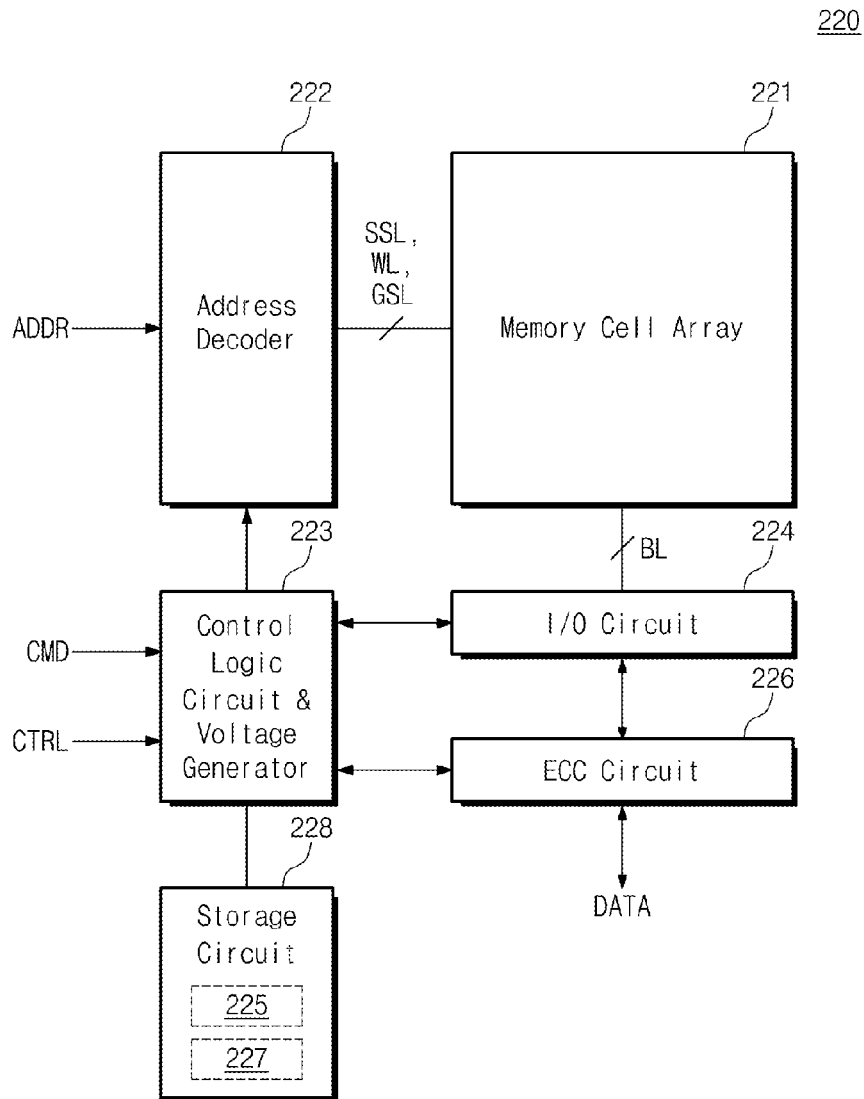 220
222
221
SSL,
WL,
GSL
ADDR
Address
Decoder
Memory Cell Array
223
BL
224
Control
Logic
Circuit &
Voltage
Generator
I/O Circuit
CMD
226
CTRL
ECC Circuit
228
Storage
Circuit
DATA
225
227